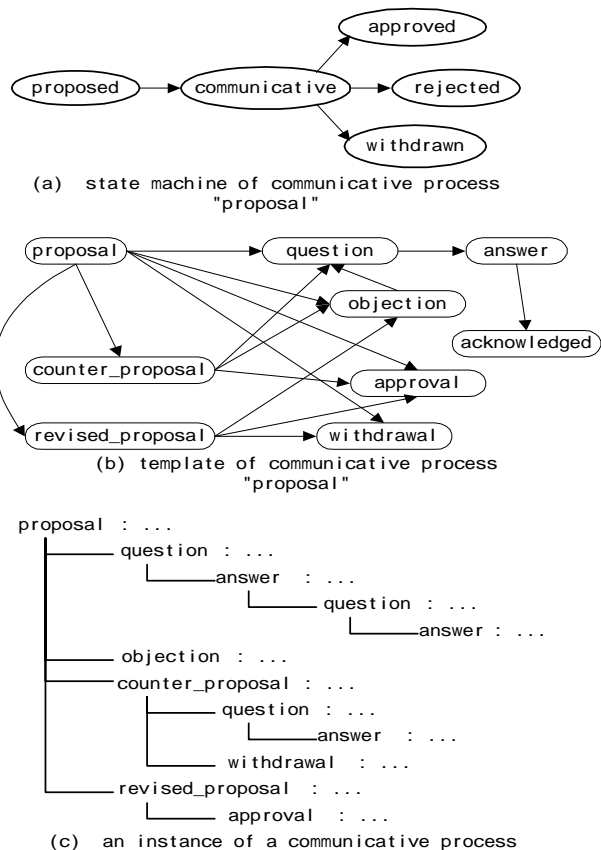 approved
proposed
communicative
rejected
withdrawn
(a) state machine of communicative process
"proposal"
proposal
question
answer
objection
acknowledged
counter_proposal
approval
revised_proposal
withdrawal
(b) template of communicative process
"proposal"
proposal : ...
question : ...
answer : ...
question : ...
answer : ...
objection : ...
counter_proposal : ...
question : ...
answer : ...
withdrawal : ...
revised_proposal : ...
approval : ...
(c) an instance of a communicative process